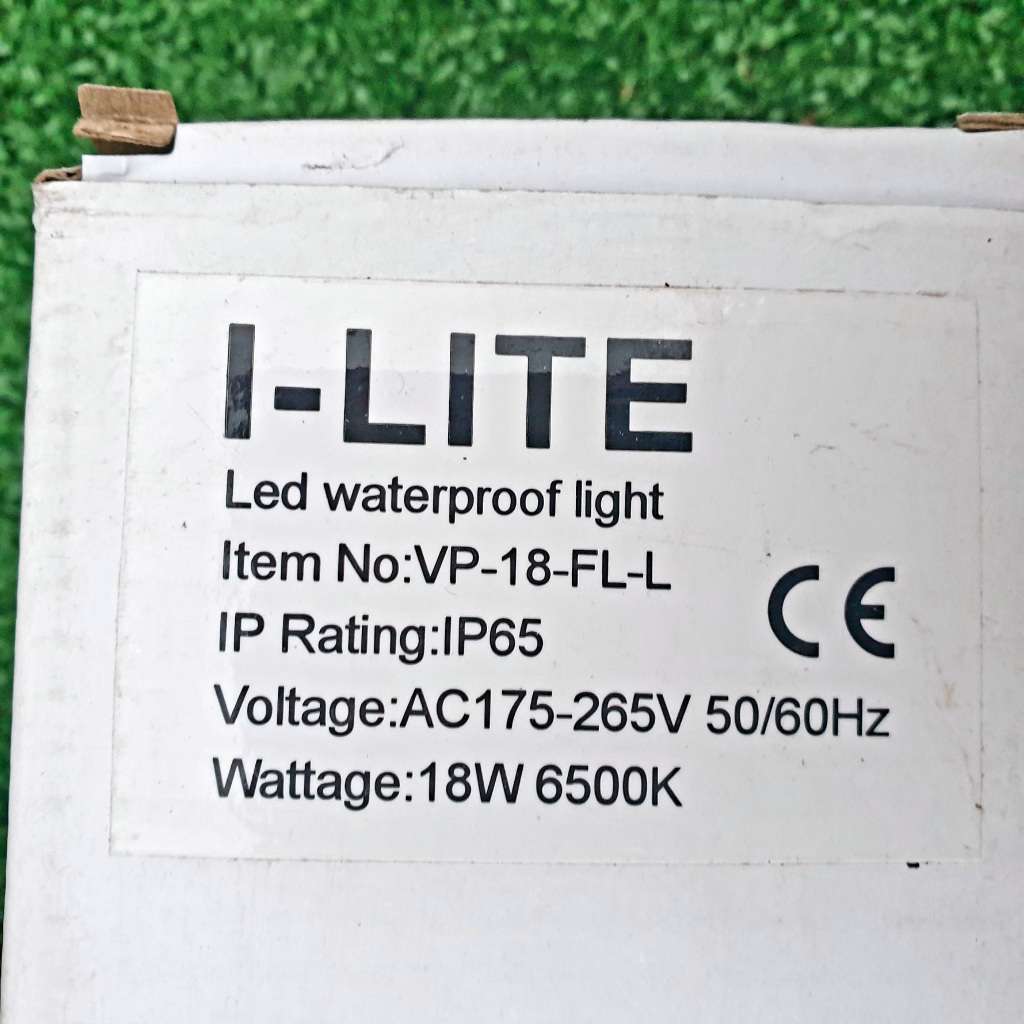 I-LITE
Led waterproof light
Item No:VP-18-FL-L
IP Rating:IP65
CE
Voltage:AC175-265V 50/60Hz
Wattage:18W 6500K